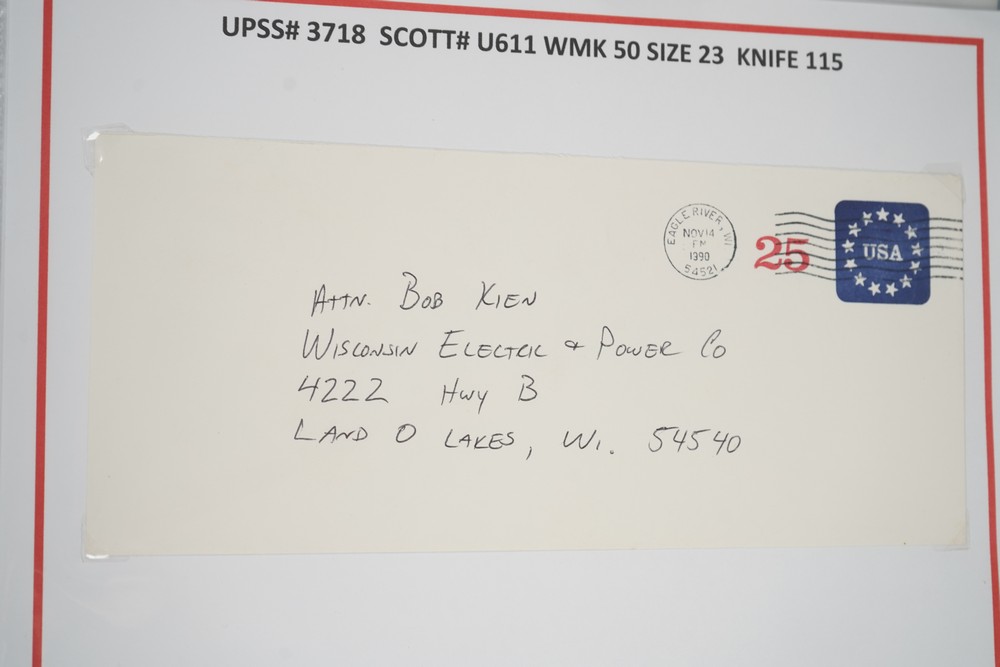 UPSS# 3718 SCOTT# U611 WMK 50 SIZE 23 KNIFE 115
EAGLE RIVER, WI
NOV 14
PM
1990
54521
25
USA
ATTN. BOB KIEN
WISCONSIN ELECTRIC & POWER CO
4222 HWY B
LAND O LAKES, WI. 54540